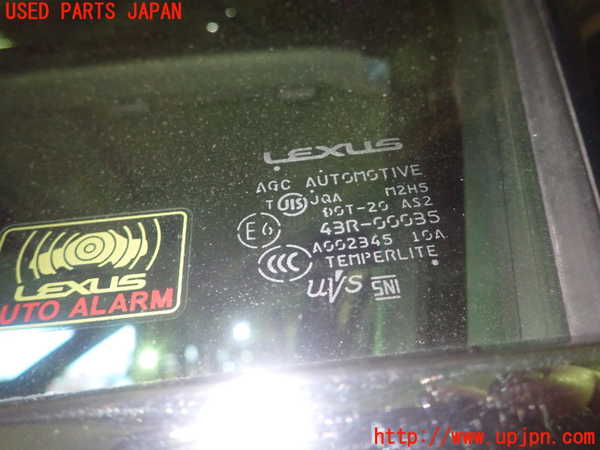 USED PARTS JAPAN
LEXUS
AGC AUTOMOTIVE
T JIS JQA M2H5
DOT-20 AS2
E6 43R-00035
A002345 10A
CCC TEMPERLITE
UVS SNI
LEXUS
AUTO ALARM
http://www.upjpn.com